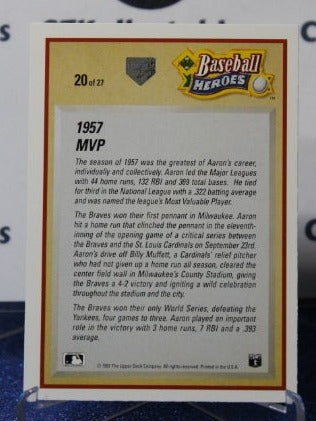 20 of 27
Baseball
HEROES
™
1957
MVP
The season of 1957 was the greatest of Aaron's career,
individually and collectively. Aaron led the Major Leagues
with 44 home runs, 132 RBI and 369 total bases. He tied
for third in the National League with a .322 batting average
and was named the league's Most Valuable Player.
The Braves won their first pennant in Milwaukee. Aaron
hit a home run that clinched the pennant in the eleventh-
inning of the opening game of a critical series between
the Braves and the St. Louis Cardinals on September 23rd.
Aaron's drive off Billy Muffett, a Cardinals' relief pitcher
who had not given up a home run all season, cleared the
center field wall in Milwaukee's County Stadium, giving
the Braves a 4-2 victory and igniting a wild celebration
throughout the stadium and the city.
The Braves won their only World Series, defeating the
Yankees, four games to three. Aaron played an important
role in the victory with 3 home runs, 7 RBI and a .393
average.
The Upper Deck Company. All rights reserved. Printed in the U.S.A.